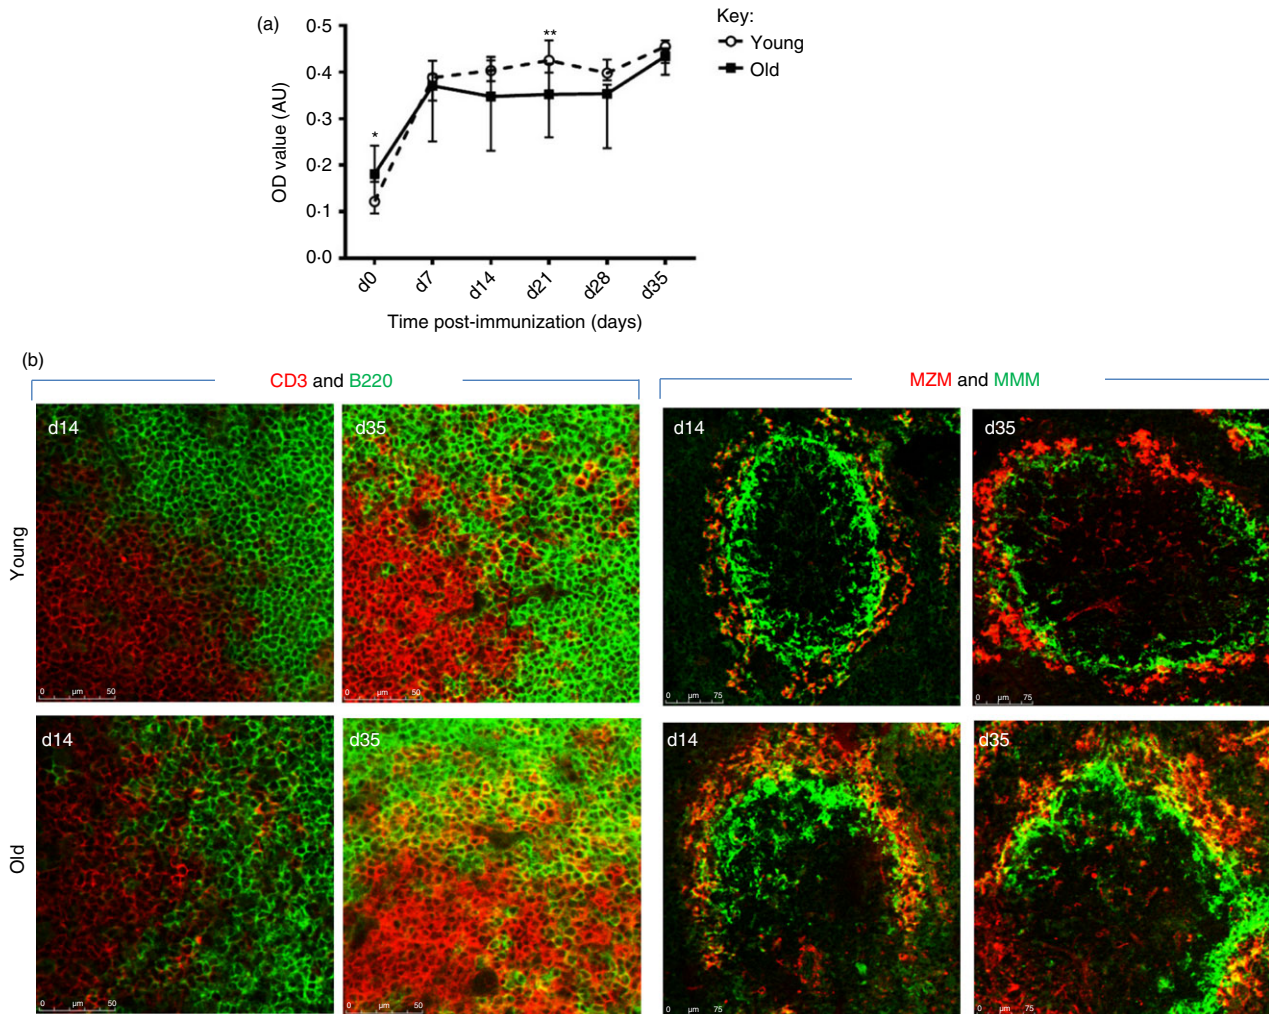 (a)
0·5
0·4
0·3
0·2
0·1
0·0
OD value (AU)
*
**
d0
d7
d14
d21
d28
d35
Time post-immunization (days)
Key:
Young
Old
(b)
CD3 and B220
MZM and MMM
Young
d14
0 µm 50
d35
0 µm 50
d14
0 µm 75
d35
0 µm 75
Old
d14
0 µm 50
d35
0 µm 50
d14
0 µm 75
d35
0 µm 75